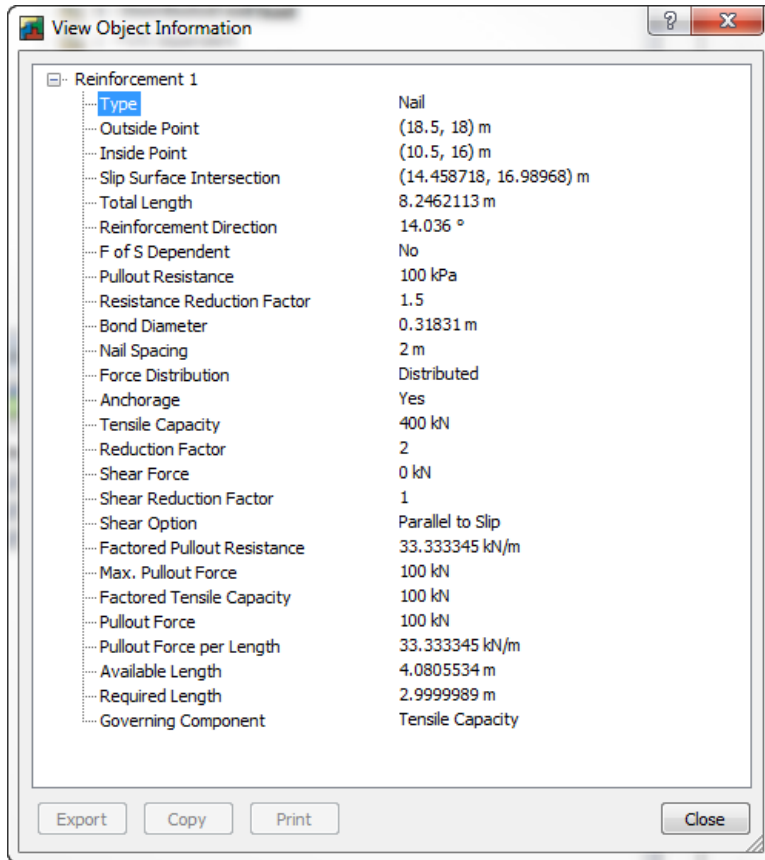 View Object Information
Reinforcement 1
Type Nail
Outside Point (18.5, 18) m
Inside Point (10.5, 16) m
Slip Surface Intersection (14.458718, 16.98968) m
Total Length 8.2462113 m
Reinforcement Direction 14.036 °
F of S Dependent No
Pullout Resistance 100 kPa
Resistance Reduction Factor 1.5
Bond Diameter 0.31831 m
Nail Spacing 2 m
Force Distribution Distributed
Anchorage Yes
Tensile Capacity 400 kN
Reduction Factor 2
Shear Force 0 kN
Shear Reduction Factor 1
Shear Option Parallel to Slip
Factored Pullout Resistance 33.333345 kN/m
Max. Pullout Force 100 kN
Factored Tensile Capacity 100 kN
Pullout Force 100 kN
Pullout Force per Length 33.333345 kN/m
Available Length 4.0805534 m
Required Length 2.9999989 m
Governing Component Tensile Capacity
Export Copy Print Close